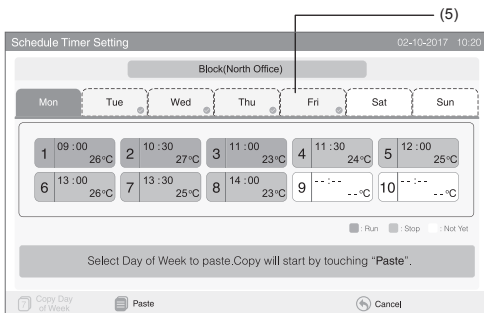 (5)
Schedule Timer Setting 02-10-2017 10:20
Block(North Office)
Mon Tue Wed Thu Fri Sat Sun
1 09:00 26°C 2 10:30 27°C 3 11:00 23°C 4 11:30 24°C 5 12:00 25°C
6 13:00 26°C 7 13:30 25°C 8 14:00 23°C 9 --:-- --°C 10 --:-- --°C
: Run : Stop : Not Yet
Select Day of Week to paste.Copy will start by touching “Paste”.
7 Copy Day of Week Paste Cancel